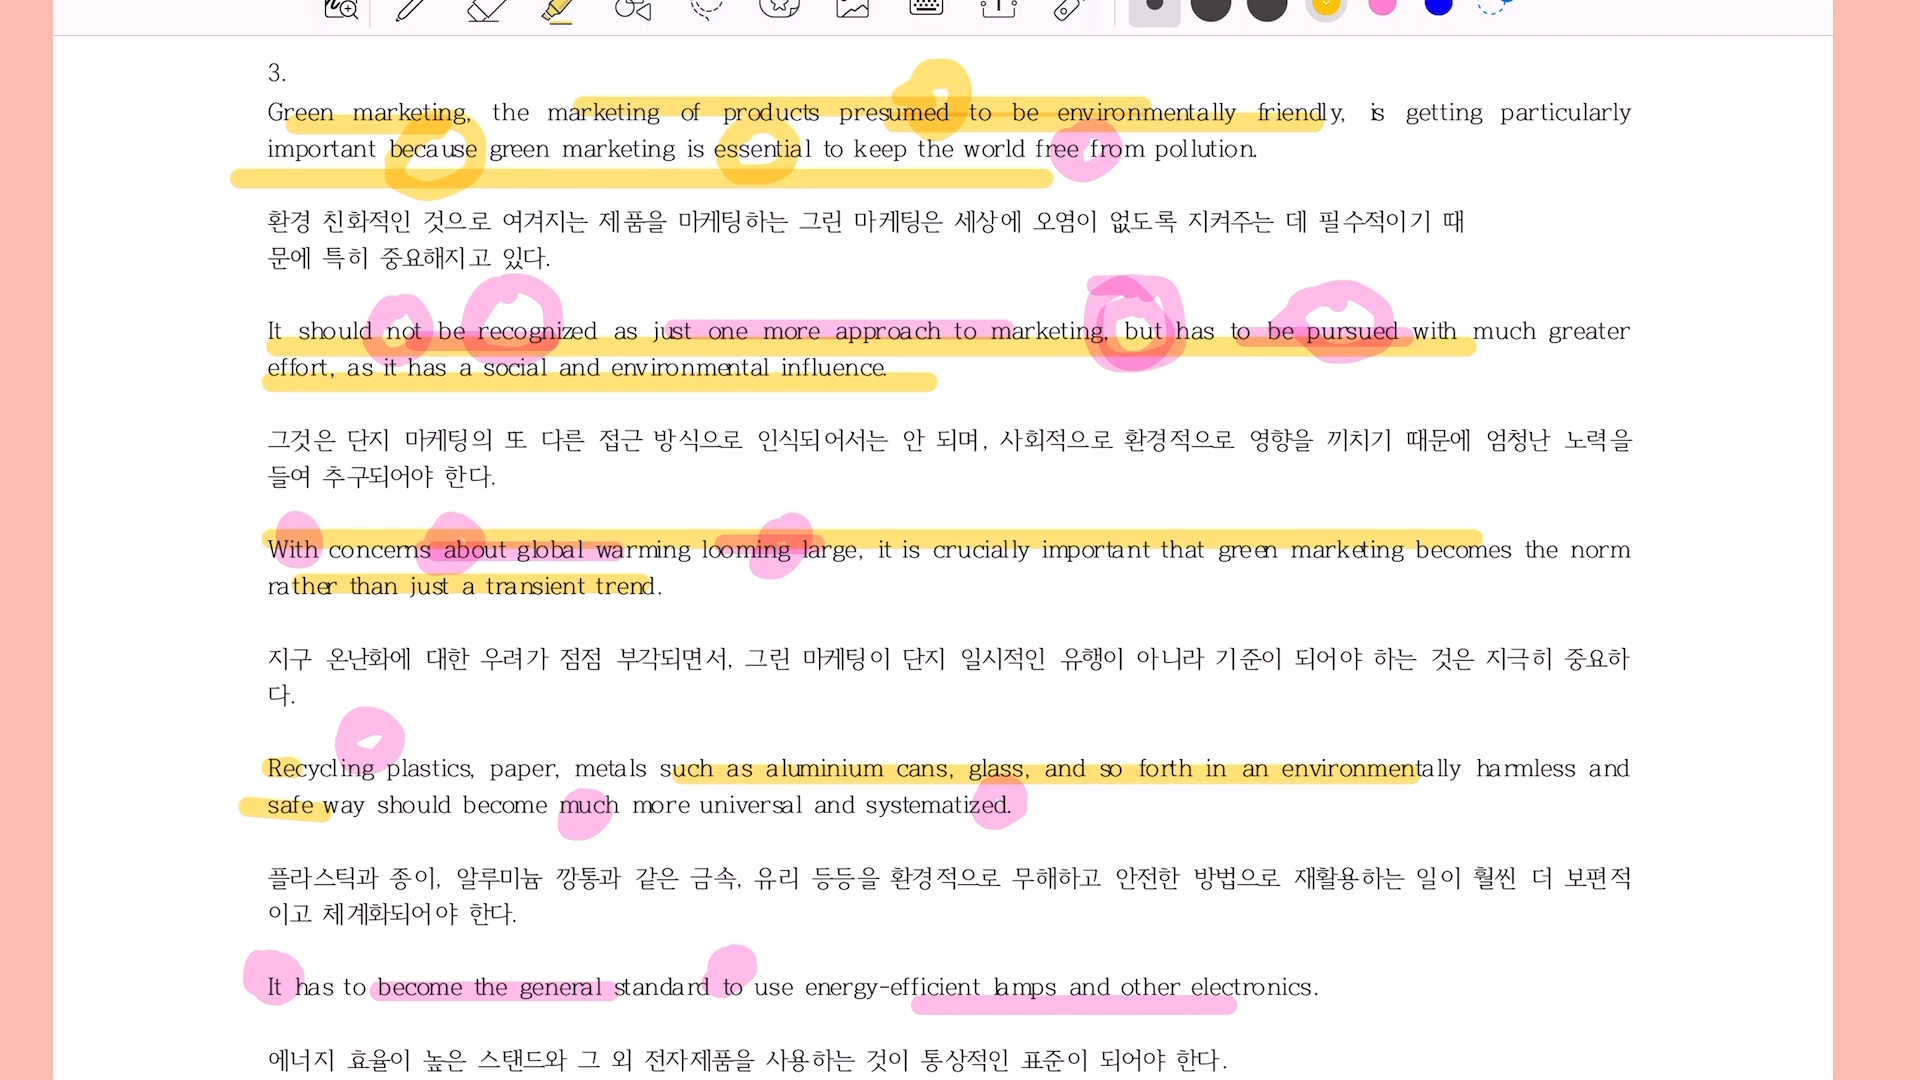 3.
Green marketing, the marketing of products presumed to be environmentally friendly, is getting particularly
important because green marketing is essential to keep the world free from pollution.
환경 친화적인 것으로 여겨지는 제품을 마케팅하는 그린 마케팅은 세상에 오염이 없도록 지켜주는 데 필수적이기 때
문에 특히 중요해지고 있다.
It should not be recognized as just one more approach to marketing, but has to be pursued with much greater
effort, as it has a social and environmental influence.
그것은 단지 마케팅의 또 다른 접근 방식으로 인식되어서는 안 되며, 사회적으로 환경적으로 영향을 끼치기 때문에 엄청난 노력을
들여 추구되어야 한다.
With concerns about global warming looming large, it is crucially important that green marketing becomes the norm
rather than just a transient trend.
지구 온난화에 대한 우려가 점점 부각되면서, 그린 마케팅이 단지 일시적인 유행이 아니라 기준이 되어야 하는 것은 지극히 중요하
다.
Recycling plastics, paper, metals such as aluminium cans, glass, and so forth in an environmentally harmless and
safe way should become much more universal and systematized.
플라스틱과 종이, 알루미늄 깡통과 같은 금속, 유리 등등을 환경적으로 무해하고 안전한 방법으로 재활용하는 일이 훨씬 더 보편적
이고 체계화되어야 한다.
It has to become the general standard to use energy-efficient lamps and other electronics.
에너지 효율이 높은 스탠드와 그 외 전자제품을 사용하는 것이 통상적인 표준이 되어야 한다.